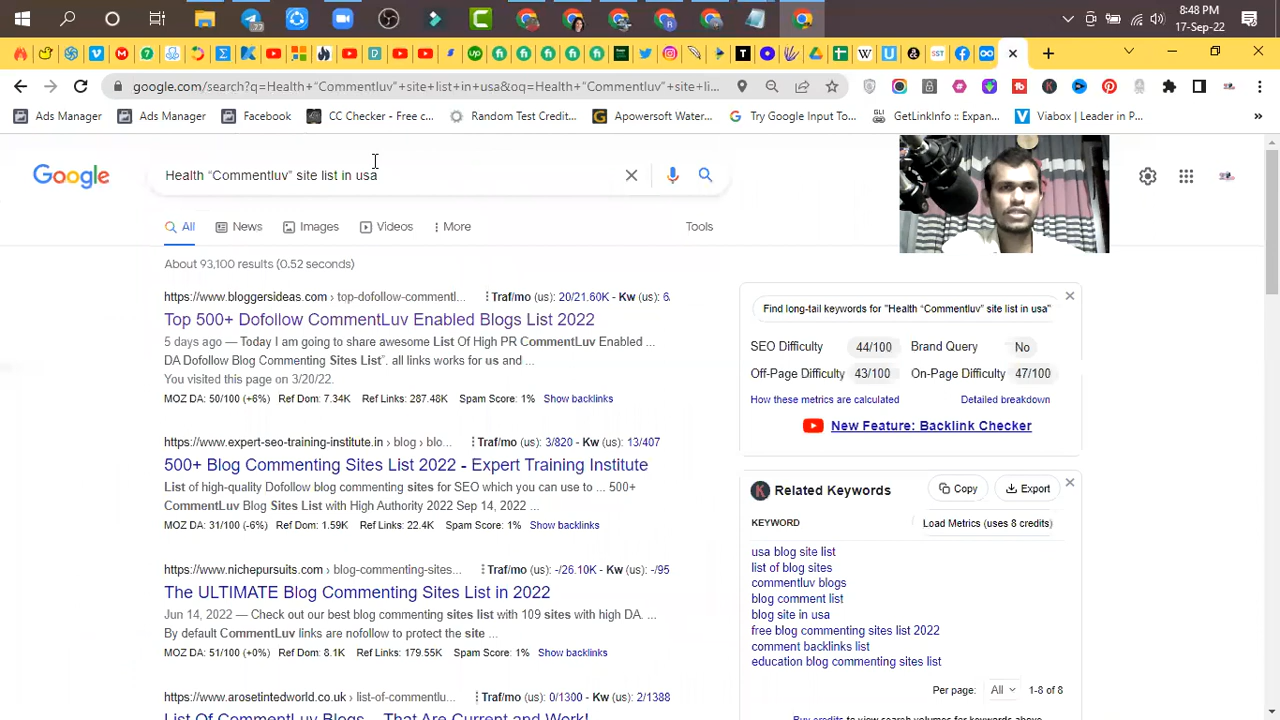 22
8:48
17-Sep-22
google.com/search?q=Health+“Commentluv”+site+list+in+usa&oq=Health+“Commentluv”+site+li...
Ads Manager
Ads Manager
Facebook
CC Checker - Free c...
Random Test Credit...
Apowersoft Water...
Try Google Input To...
GetLinkInfo :: Expan...
Viabox | Leader in P...
»
Google
Health “Commentluv” site list in usa
All
News
Images
Videos
More
Tools
About 93,100 results (0.52 seconds)
https://www.bloggersideas.com › top-dofollow-commentl...
Traf/mo (us): 20/21.60K - Kw (us): 6.
Top 500+ Dofollow CommentLuv Enabled Blogs List 2022
5 days ago — Today I am going to share awesome List Of High PR CommentLuv Enabled ...
DA Dofollow Blog Commenting Sites List”. all links works for us and ...
You visited this page on 3/20/22.
MOZ DA: 50/100 (+6%) Ref Dom: 7.34K Ref Links: 287.48K Spam Score: 1% Show backlinks
https://www.expert-seo-training-institute.in › blog › blo...
Traf/mo (us): 3/820 - Kw (us): 13/407
500+ Blog Commenting Sites List 2022 - Expert Training Institute
List of high-quality Dofollow blog commenting sites for SEO which you can use to ... 500+
CommentLuv Blog Sites List with High Authority 2022 Sep 14, 2022 ...
MOZ DA: 31/100 (-6%) Ref Dom: 1.59K Ref Links: 22.4K Spam Score: 1% Show backlinks
https://www.nichepursuits.com › blog-commenting-sites...
Traf/mo (us): -/26.10K - Kw (us): -/95
The ULTIMATE Blog Commenting Sites List in 2022
Jun 14, 2022 — Check out our best blog commenting sites list with 109 sites with high DA. ...
By default CommentLuv links are nofollow to protect the site ...
MOZ DA: 51/100 (+0%) Ref Dom: 8.1K Ref Links: 179.55K Spam Score: 1% Show backlinks
https://www.arosetintedworld.co.uk › list-of-commentlu...
Traf/mo (us): 0/1300 - Kw (us): 2/1388
List Of CommentLuv Blogs – That Are Current and Work!
Find long-tail keywords for "Health “Commentluv” site list in usa"
SEO Difficulty 44/100 Brand Query No
Off-Page Difficulty 43/100 On-Page Difficulty 47/100
How these metrics are calculated
Detailed breakdown
New Feature: Backlink Checker
Related Keywords
Copy
Export
KEYWORD
Load Metrics (uses 8 credits)
usa blog site list
list of blog sites
commentluv blogs
blog comment list
blog site in usa
free blog commenting sites list 2022
comment backlinks list
education blog commenting sites list
Per page: All 1-8 of 8
Buy credits to view search volumes for keywords above